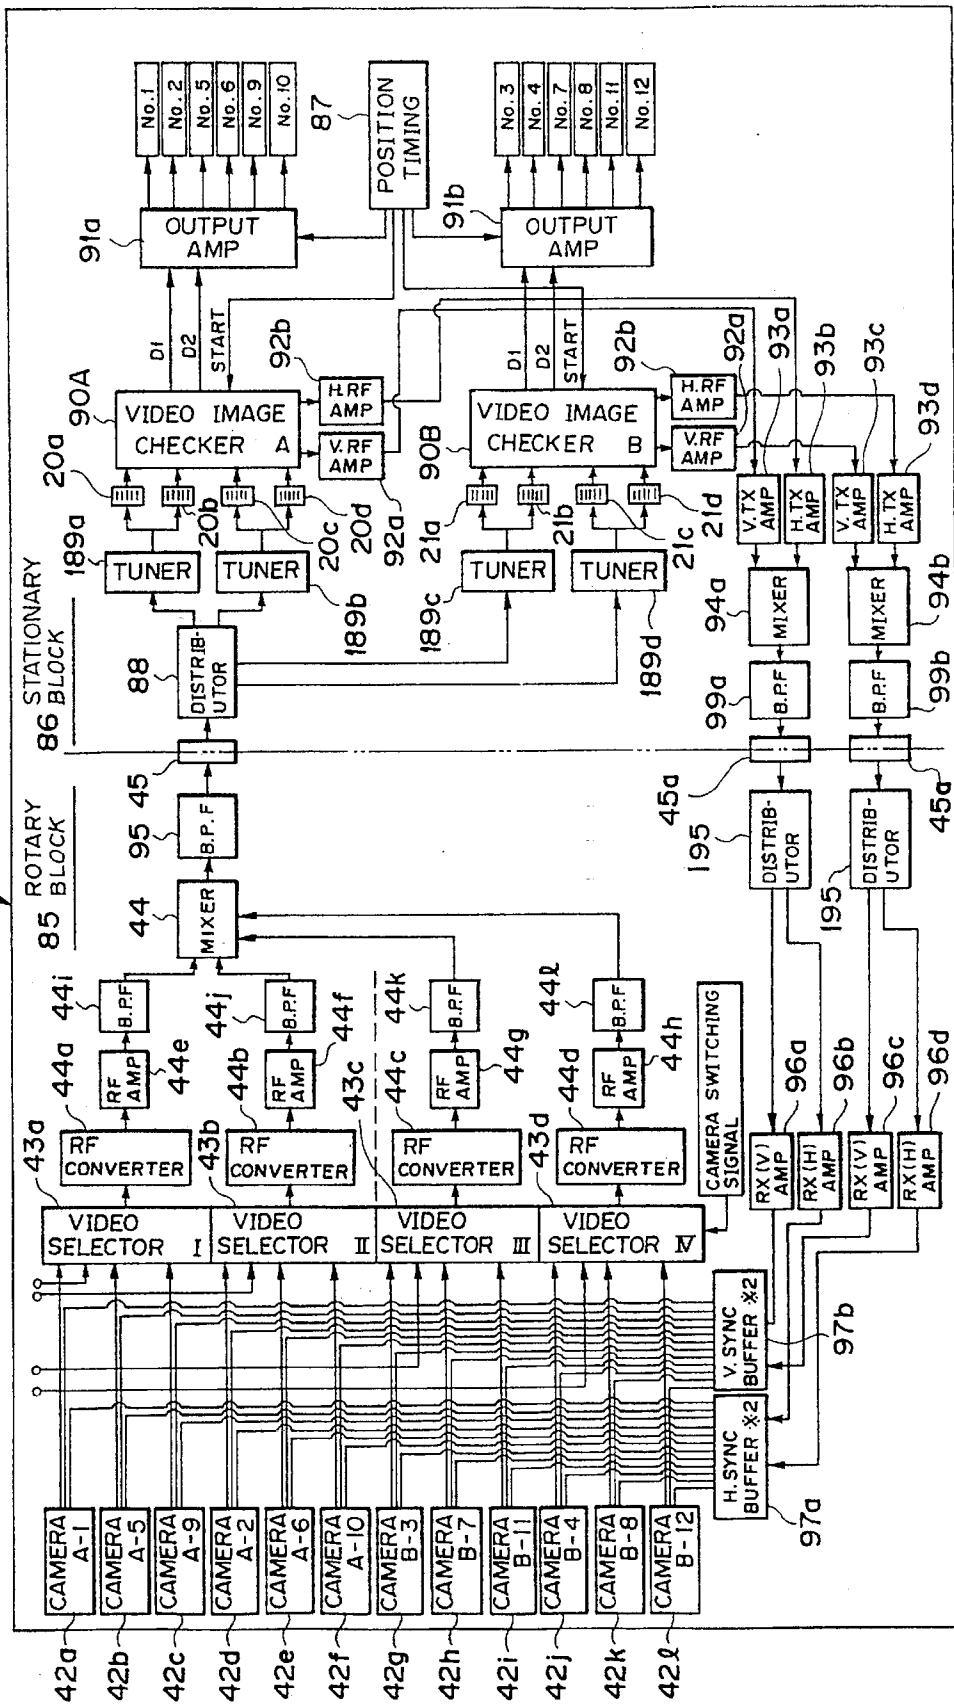 86 STATIONARY
BLOCK
85 ROTARY
BLOCK
No.1
No.2
No.5
No.6
No.9
No.10
87
POSITION
TIMING
No.3
No.4
No.7
No.8
No.11
No.12
91a
OUTPUT
AMP
91b
OUTPUT
AMP
D1
D2
START
D1
D2
START
90A
VIDEO IMAGE
CHECKER A
92b
H.RF
AMP
V.RF
AMP
92a
90B
VIDEO IMAGE
CHECKER B
92b
H.RF
AMP
V.RF
AMP
92a
20a
20b
20c
20d
21a
21b
21c
21d
93a
93b
93c
93d
V.TX
AMP
H.TX
AMP
V.TX
AMP
H.TX
AMP
189a
TUNER
TUNER
189b
189c
TUNER
TUNER
189d
94a
MIXER
MIXER
94b
88
DISTRIB-
UTOR
99a
B.P.F
B.P.F
99b
45
45a
45a
95
B.P.F
195
DISTRIB-
UTOR
195
DISTRIB-
UTOR
44
MIXER
44i
B.P.F
44j
B.P.F
44k
B.P.F
44l
B.P.F
44e
RF
AMP
44f
RF
AMP
44g
RF
AMP
44h
RF
AMP
44a
RF
CONVERTER
44b
RF
CONVERTER
44c
RF
CONVERTER
44d
RF
CONVERTER
CAMERA SWITCHING
SIGNAL
96a
96b
96c
96d
RX(V)
AMP
RX(H)
AMP
RX(V)
AMP
RX(H)
AMP
43a
43b
43c
43d
VIDEO
SELECTOR I
VIDEO
SELECTOR II
VIDEO
SELECTOR III
VIDEO
SELECTOR IV
V.SYNC
BUFFER ※2
97b
H.SYNC
BUFFER ※2
97a
42a
CAMERA
A-1
42b
CAMERA
A-5
42c
CAMERA
A-9
42d
CAMERA
A-2
42e
CAMERA
A-6
42f
CAMERA
A-10
42g
CAMERA
B-3
42h
CAMERA
B-7
42i
CAMERA
B-11
42j
CAMERA
B-4
42k
CAMERA
B-8
42l
CAMERA
B-12